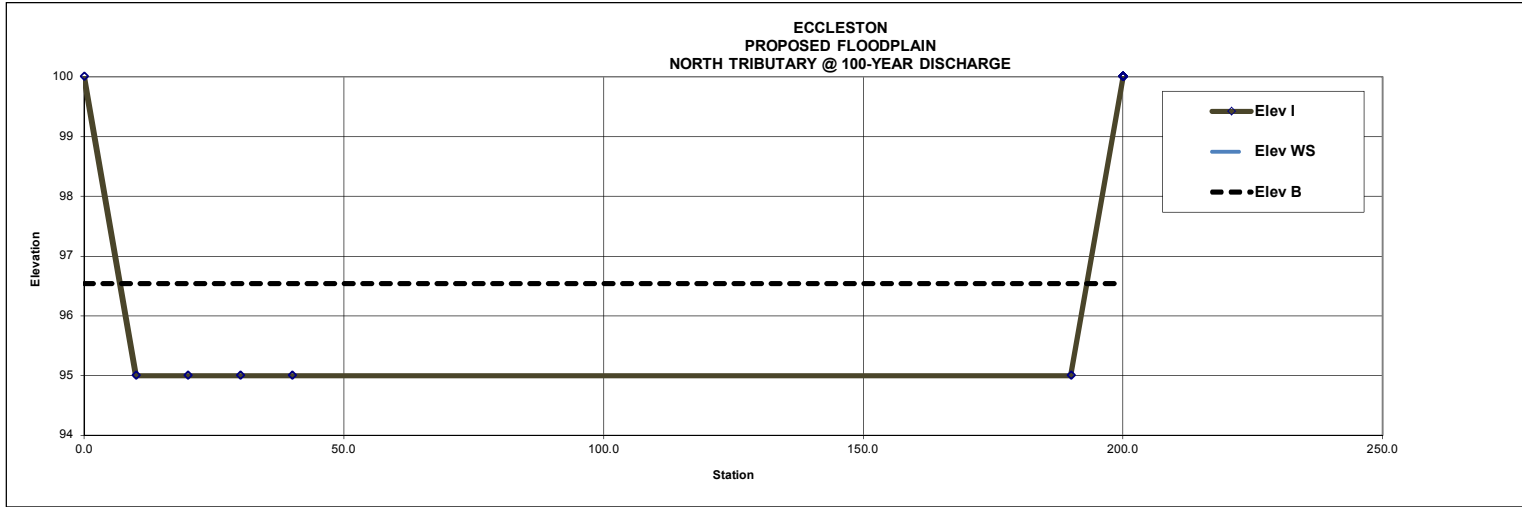 ECCLESTON
PROPOSED FLOODPLAIN
NORTH TRIBUTARY @ 100-YEAR DISCHARGE
100
99
98
97
96
95
94
Elevation
0.0
50.0
100.0
150.0
200.0
250.0
Station
Elev I
Elev WS
Elev B